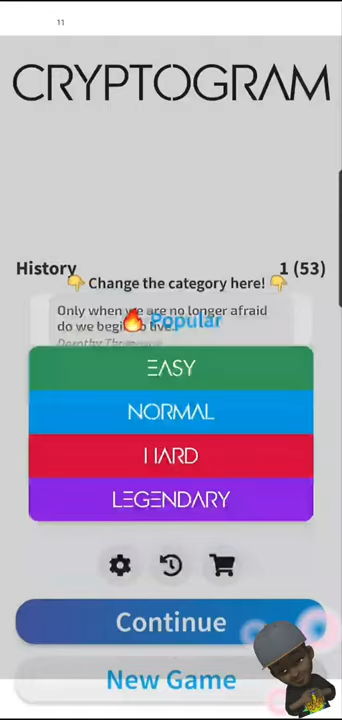 11
CRYPTOGRAM
History 1 (53)
👇 Change the category here! 👇
Only when we are no longer afraid
do we begin to live.
🔥 Popular
Dorothy
EASY
NORMAL
HARD
LEGENDARY
Continue
New Game